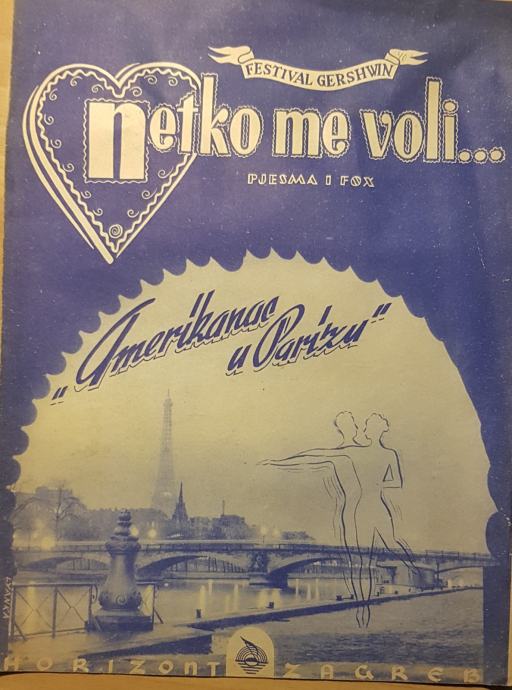 FESTIVAL GERSHWIN
netko me voli...
PJESMA I FOX
„Amerikanac
u Parizu"
HORIZONT ZAGREB